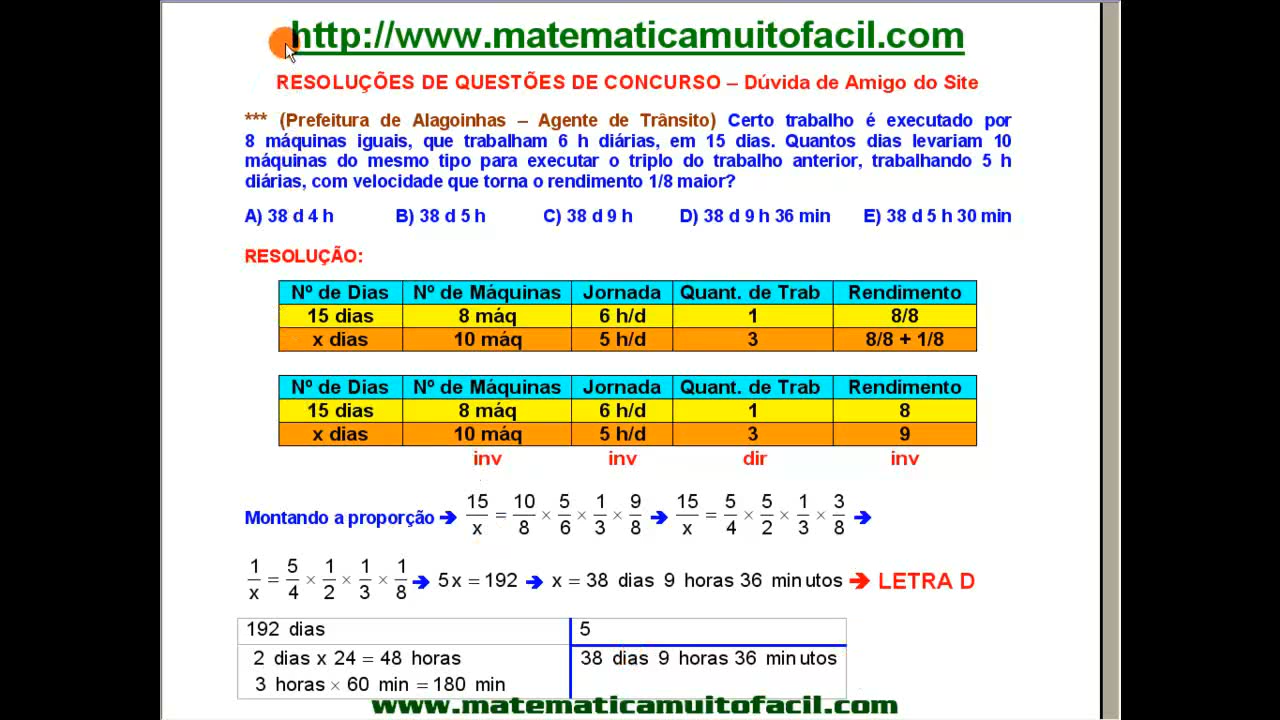 http://www.matematicamuitofacil.com
RESOLUÇÕES DE QUESTÕES DE CONCURSO – Dúvida de Amigo do Site
*** (Prefeitura de Alagoinhas – Agente de Trânsito) Certo trabalho é executado por
8 máquinas iguais, que trabalham 6 h diárias, em 15 dias. Quantos dias levariam 10
máquinas do mesmo tipo para executar o triplo do trabalho anterior, trabalhando 5 h
diárias, com velocidade que torna o rendimento 1/8 maior?
A) 38 d 4 h B) 38 d 5 h C) 38 d 9 h D) 38 d 9 h 36 min E) 38 d 5 h 30 min
RESOLUÇÃO:
Nº de Dias Nº de Máquinas Jornada Quant. de Trab Rendimento
15 dias 8 máq 6 h/d 1 8/8
x dias 10 máq 5 h/d 3 8/8 + 1/8
Nº de Dias Nº de Máquinas Jornada Quant. de Trab Rendimento
15 dias 8 máq 6 h/d 1 8
x dias 10 máq 5 h/d 3 9
inv inv dir inv
Montando a proporção ➔ 15/x = 10/8 × 5/6 × 1/3 × 9/8 ➔ 15/x = 5/4 × 5/2 × 1/3 × 3/8 ➔
1/x = 5/4 × 1/2 × 1/3 × 1/8 ➔ 5x = 192 ➔ x = 38 dias 9 horas 36 minutos ➔ LETRA D
192 dias 5
2 dias x 24 = 48 horas 38 dias 9 horas 36 minutos
3 horas × 60 min = 180 min
www.matematicamuitofacil.com